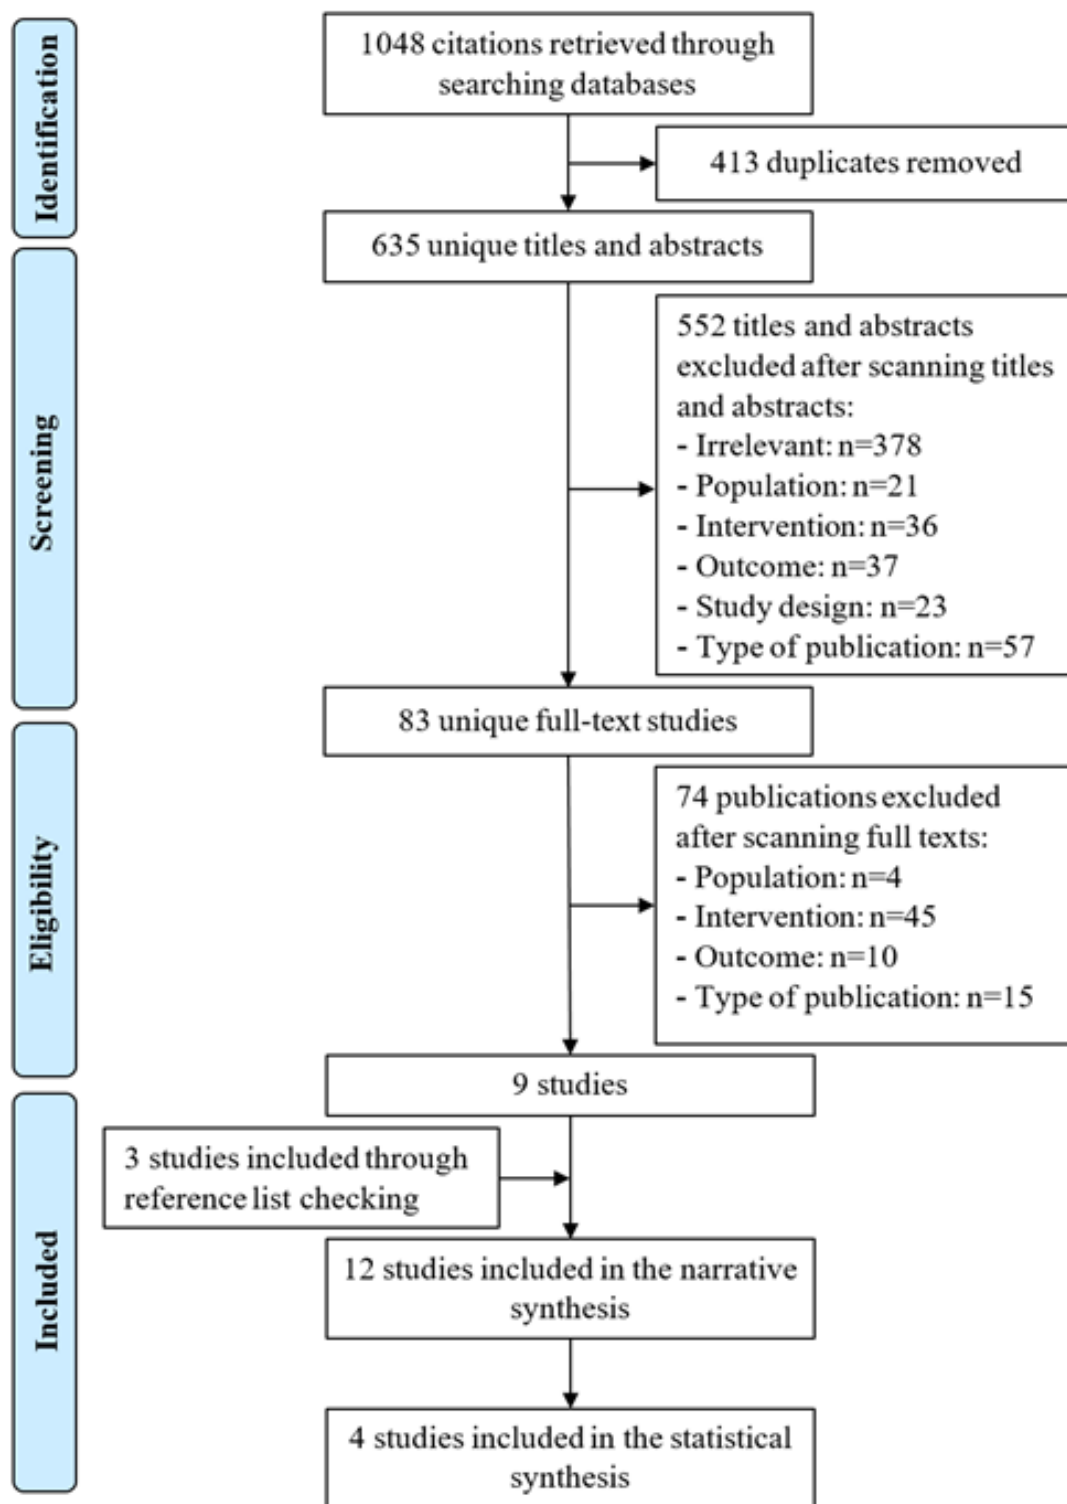 Identification
1048 citations retrieved through
searching databases
413 duplicates removed
635 unique titles and abstracts
Screening
552 titles and abstracts
excluded after scanning titles
and abstracts:
- Irrelevant: n=378
- Population: n=21
- Intervention: n=36
- Outcome: n=37
- Study design: n=23
- Type of publication: n=57
83 unique full-text studies
Eligibility
74 publications excluded
after scanning full texts:
- Population: n=4
- Intervention: n=45
- Outcome: n=10
- Type of publication: n=15
9 studies
Included
3 studies included through
reference list checking
12 studies included in the narrative
synthesis
4 studies included in the statistical
synthesis